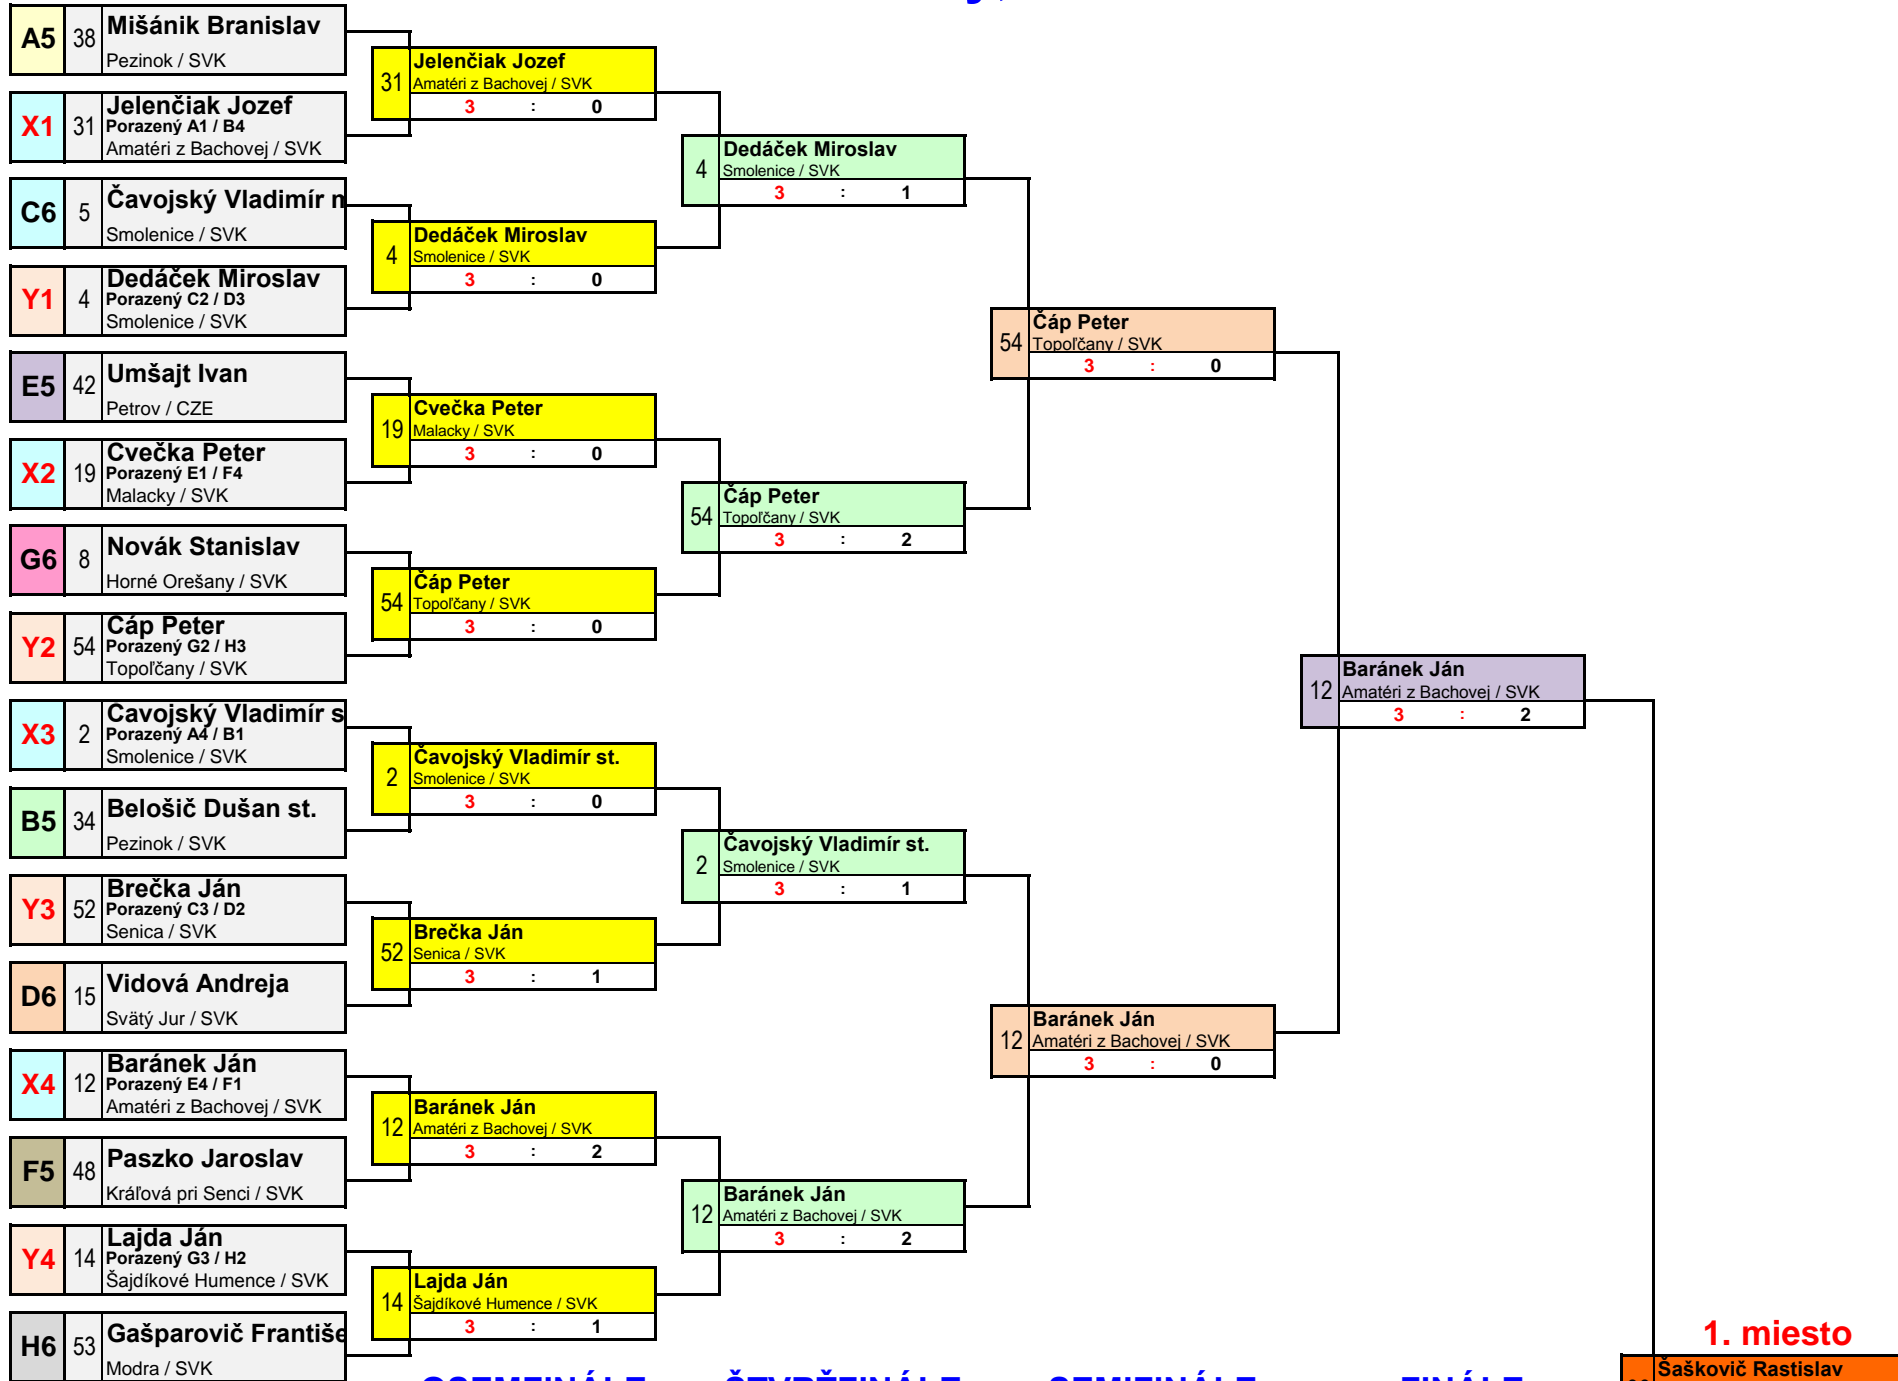 A5 38 Mišánik Branislav
Pezinok / SVK
X1 31 Jelenčiak Jozef
Porazený A1 / B4
Amatéri z Bachovej / SVK
C6 5 Čavojský Vladimír
Smolenice / SVK
Y1 4 Dedáček Miroslav
Porazený C2 / D3
Smolenice / SVK
E5 42 Umšajt Ivan
Petrov / CZE
X2 19 Cvečka Peter
Porazený E1 / F4
Malacky / SVK
G6 8 Novák Stanislav
Horné Orešany / SVK
Y2 54 Čáp Peter
Porazený G2 / H3
Topoľčany / SVK
X3 2 Čavojský Vladimír s
Porazený A4 / B1
Smolenice / SVK
B5 34 Belošič Dušan st.
Pezinok / SVK
Y3 52 Brečka Ján
Porazený C3 / D2
Senica / SVK
D6 15 Vidová Andreja
Svätý Jur / SVK
X4 12 Baránek Ján
Porazený E4 / F1
Amatéri z Bachovej / SVK
F5 48 Paszko Jaroslav
Kráľová pri Senci / SVK
Y4 14 Lajda Ján
Porazený G3 / H2
Šajdíkové Humence / SVK
H6 53 Gašparovič Františe
Modra / SVK
31 Jelenčiak Jozef
Amatéri z Bachovej / SVK
3 : 0
4 Dedáček Miroslav
Smolenice / SVK
3 : 0
19 Cvečka Peter
Malacky / SVK
3 : 0
54 Čáp Peter
Topoľčany / SVK
3 : 0
2 Čavojský Vladimír st.
Smolenice / SVK
3 : 0
52 Brečka Ján
Senica / SVK
3 : 1
12 Baránek Ján
Amatéri z Bachovej / SVK
3 : 2
14 Lajda Ján
Šajdíkové Humence / SVK
3 : 1
4 Dedáček Miroslav
Smolenice / SVK
3 : 1
54 Čáp Peter
Topoľčany / SVK
3 : 2
2 Čavojský Vladimír st.
Smolenice / SVK
3 : 1
12 Baránek Ján
Amatéri z Bachovej / SVK
3 : 2
54 Čáp Peter
Topoľčany / SVK
3 : 0
12 Baránek Ján
Amatéri z Bachovej / SVK
3 : 0
12 Baránek Ján
Amatéri z Bachovej / SVK
3 : 2
1. miesto
Šaškovič Rastislav
OSEMFINÁLE ŠTVRŤFINÁLE SEMIFINÁLE FINÁLE